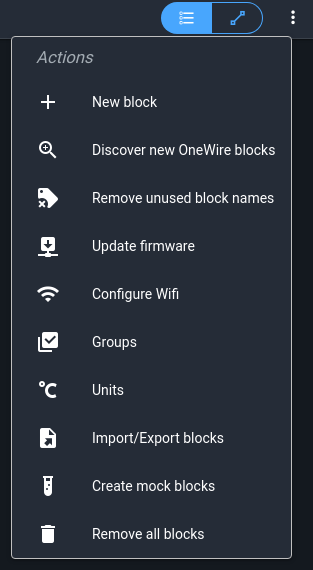 Actions
New block
Discover new OneWire blocks
Remove unused block names
Update firmware
Configure Wifi
Groups
Units
Import/Export blocks
Create mock blocks
Remove all blocks